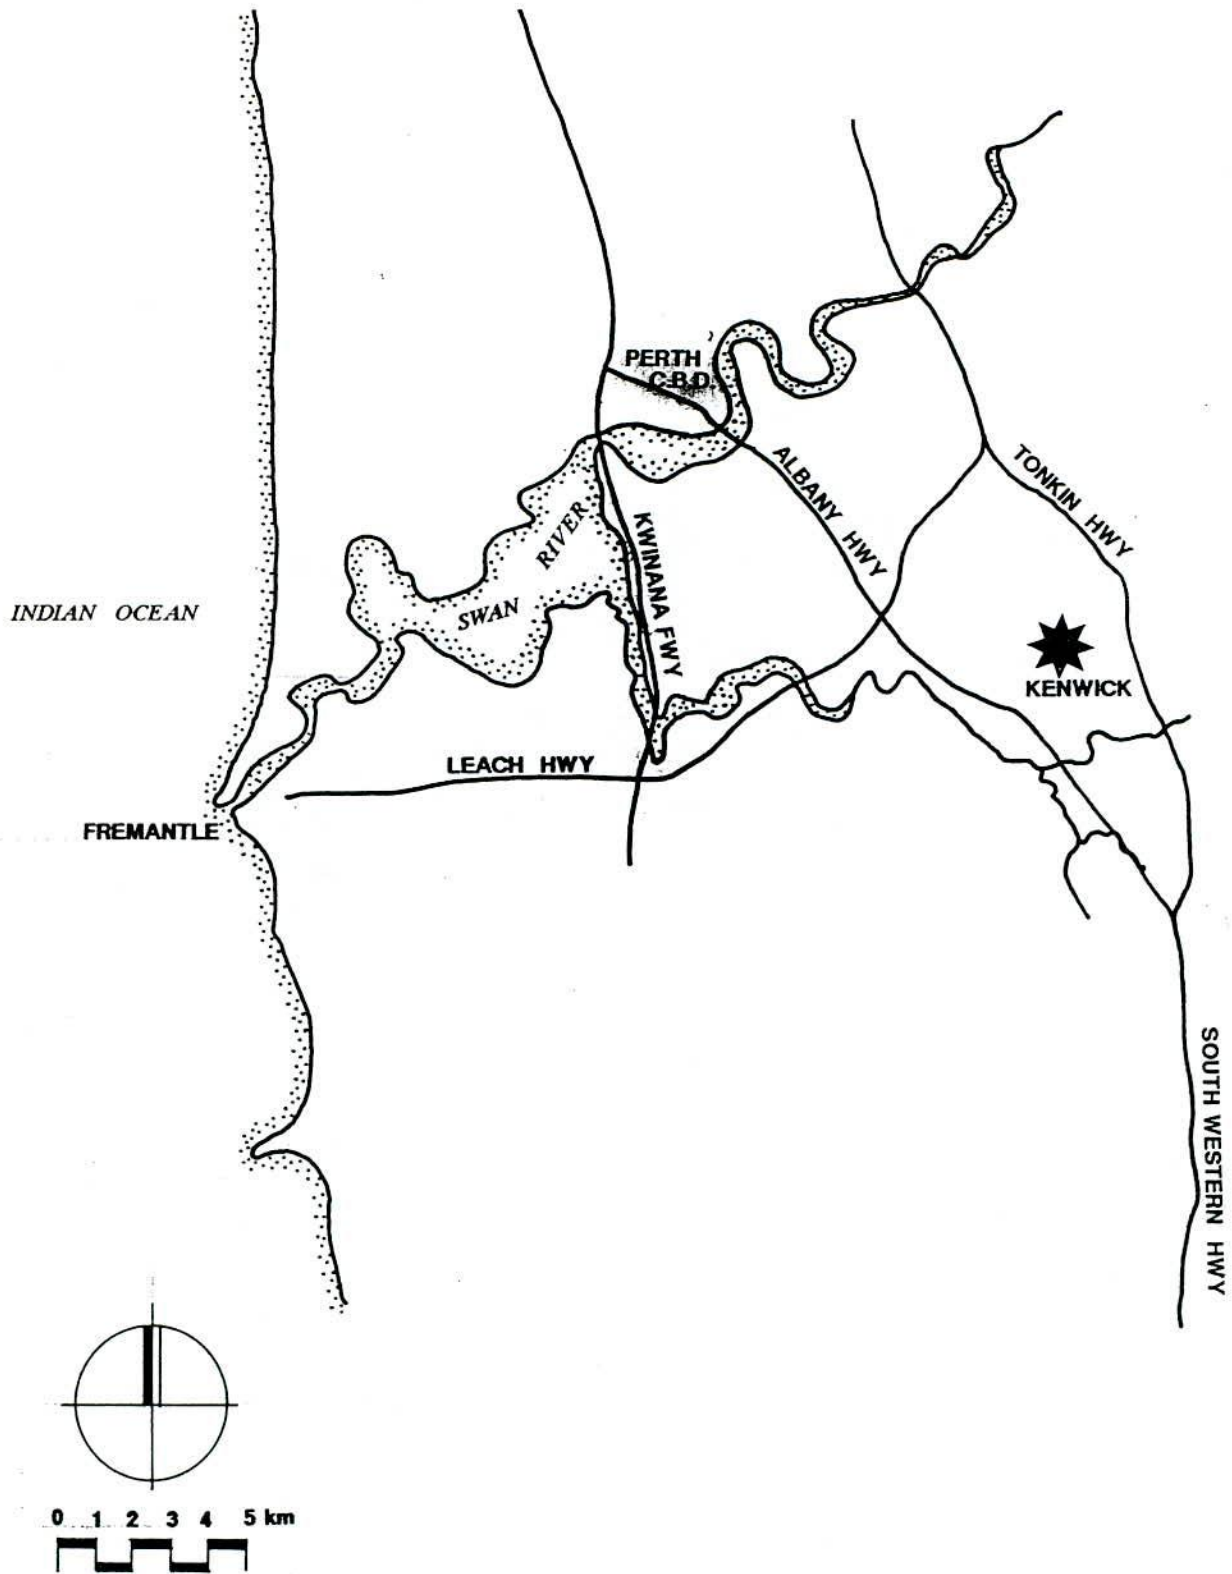 PERTH
C-B-D
ALBANY HWY
TONKIN HWY
KWINANA FWY
SWAN RIVER
INDIAN OCEAN
KENWICK
LEACH HWY
FREMANTLE
SOUTH WESTERN HWY
0 1 2 3 4 5 km